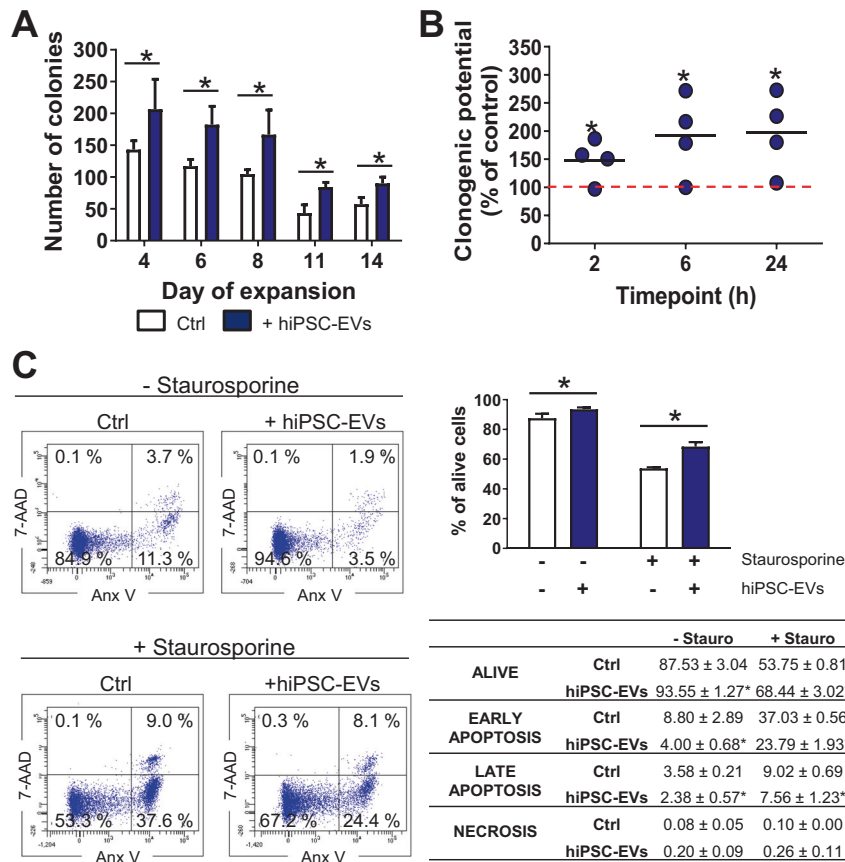 A
Number of colonies
300
250
200
150
100
50
0
* * * * *
4 6 8 11 14
Day of expansion
Ctrl + hiPSC-EVs
B
Clonogenic potential
(% of control)
350
300
250
200
150
100
50
0
* * *
2 6 24
Timepoint (h)
C
- Staurosporine
Ctrl
0.1 % 3.7 %
84.9 % 11.3 %
7-AAD
Anx V
+ hiPSC-EVs
0.1 % 1.9 %
94.6 % 3.5 %
7-AAD
Anx V
+ Staurosporine
Ctrl
0.1 % 9.0 %
53.3 % 37.6 %
7-AAD
Anx V
+hiPSC-EVs
0.3 % 8.1 %
67.2 % 24.4 %
7-AAD
Anx V
% of alive cells
100
80
60
40
20
0
* *
- - + + Staurosporine
- + - + hiPSC-EVs
- Stauro + Stauro
ALIVE Ctrl 87.53 ± 3.04 53.75 ± 0.81
hiPSC-EVs 93.55 ± 1.27* 68.44 ± 3.02
EARLY APOPTOSIS Ctrl 8.80 ± 2.89 37.03 ± 0.56
hiPSC-EVs 4.00 ± 0.68* 23.79 ± 1.93
LATE APOPTOSIS Ctrl 3.58 ± 0.21 9.02 ± 0.69
hiPSC-EVs 2.38 ± 0.57* 7.56 ± 1.23*
NECROSIS Ctrl 0.08 ± 0.05 0.10 ± 0.00
hiPSC-EVs 0.20 ± 0.09 0.26 ± 0.11